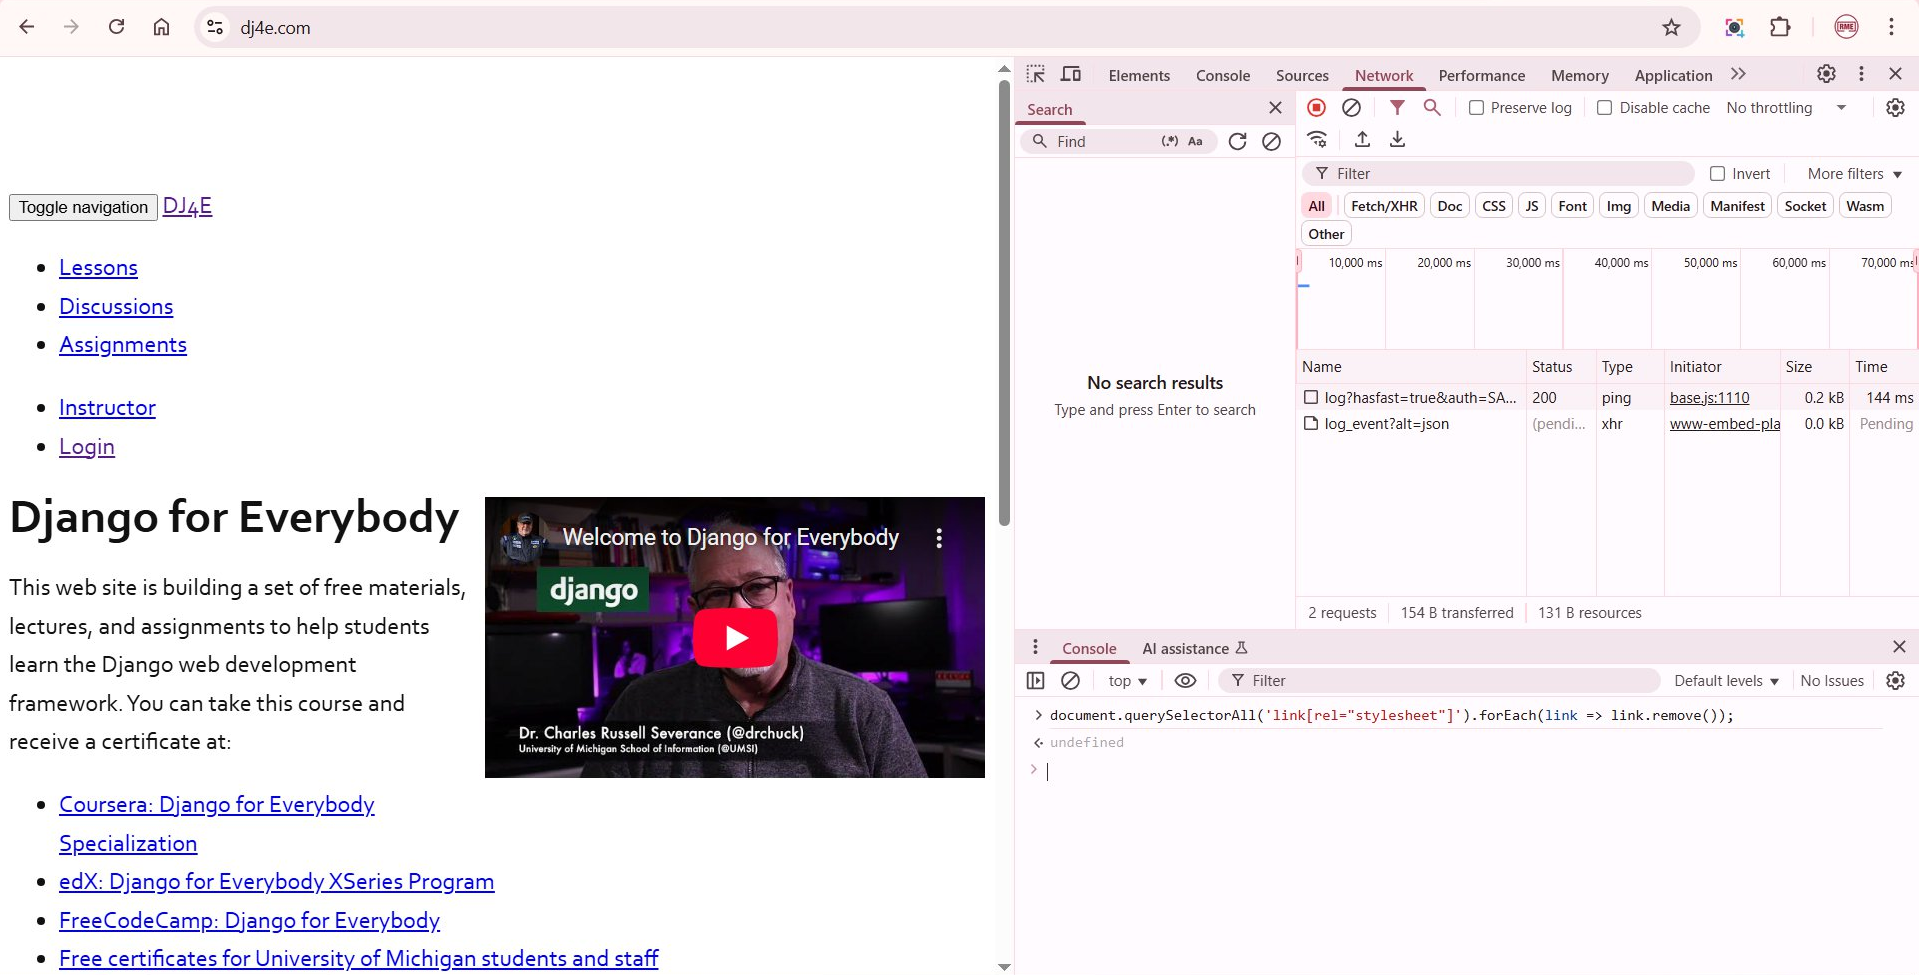 dj4e.com
Toggle navigation DJ4E
Lessons
Discussions
Assignments
Instructor
Login
Django for Everybody
This web site is building a set of free materials,
lectures, and assignments to help students
learn the Django web development
framework. You can take this course and
receive a certificate at:
Coursera: Django for Everybody
Specialization
edX: Django for Everybody XSeries Program
FreeCodeCamp: Django for Everybody
Free certificates for University of Michigan students and staff
Welcome to Django for Everybody
django
Dr. Charles Russell Severance (@drchuck)
University of Michigan School of Information (@UMSI)
Elements Console Sources Network Performance Memory Application
Search
Find (.*) Aa
No search results
Type and press Enter to search
Preserve log Disable cache No throttling
Filter Invert More filters
All Fetch/XHR Doc CSS JS Font Img Media Manifest Socket Wasm
Other
10,000 ms 20,000 ms 30,000 ms 40,000 ms 50,000 ms 60,000 ms 70,000 ms
Name Status Type Initiator Size Time
log?hasfast=true&auth=SA... 200 ping base.js:1110 0.2 kB 144 ms
log_event?alt=json (pendi... xhr www-embed-pla 0.0 kB Pending
2 requests 154 B transferred 131 B resources
Console AI assistance
top Filter Default levels No Issues
document.querySelectorAll('link[rel="stylesheet"]').forEach(link => link.remove());
undefined